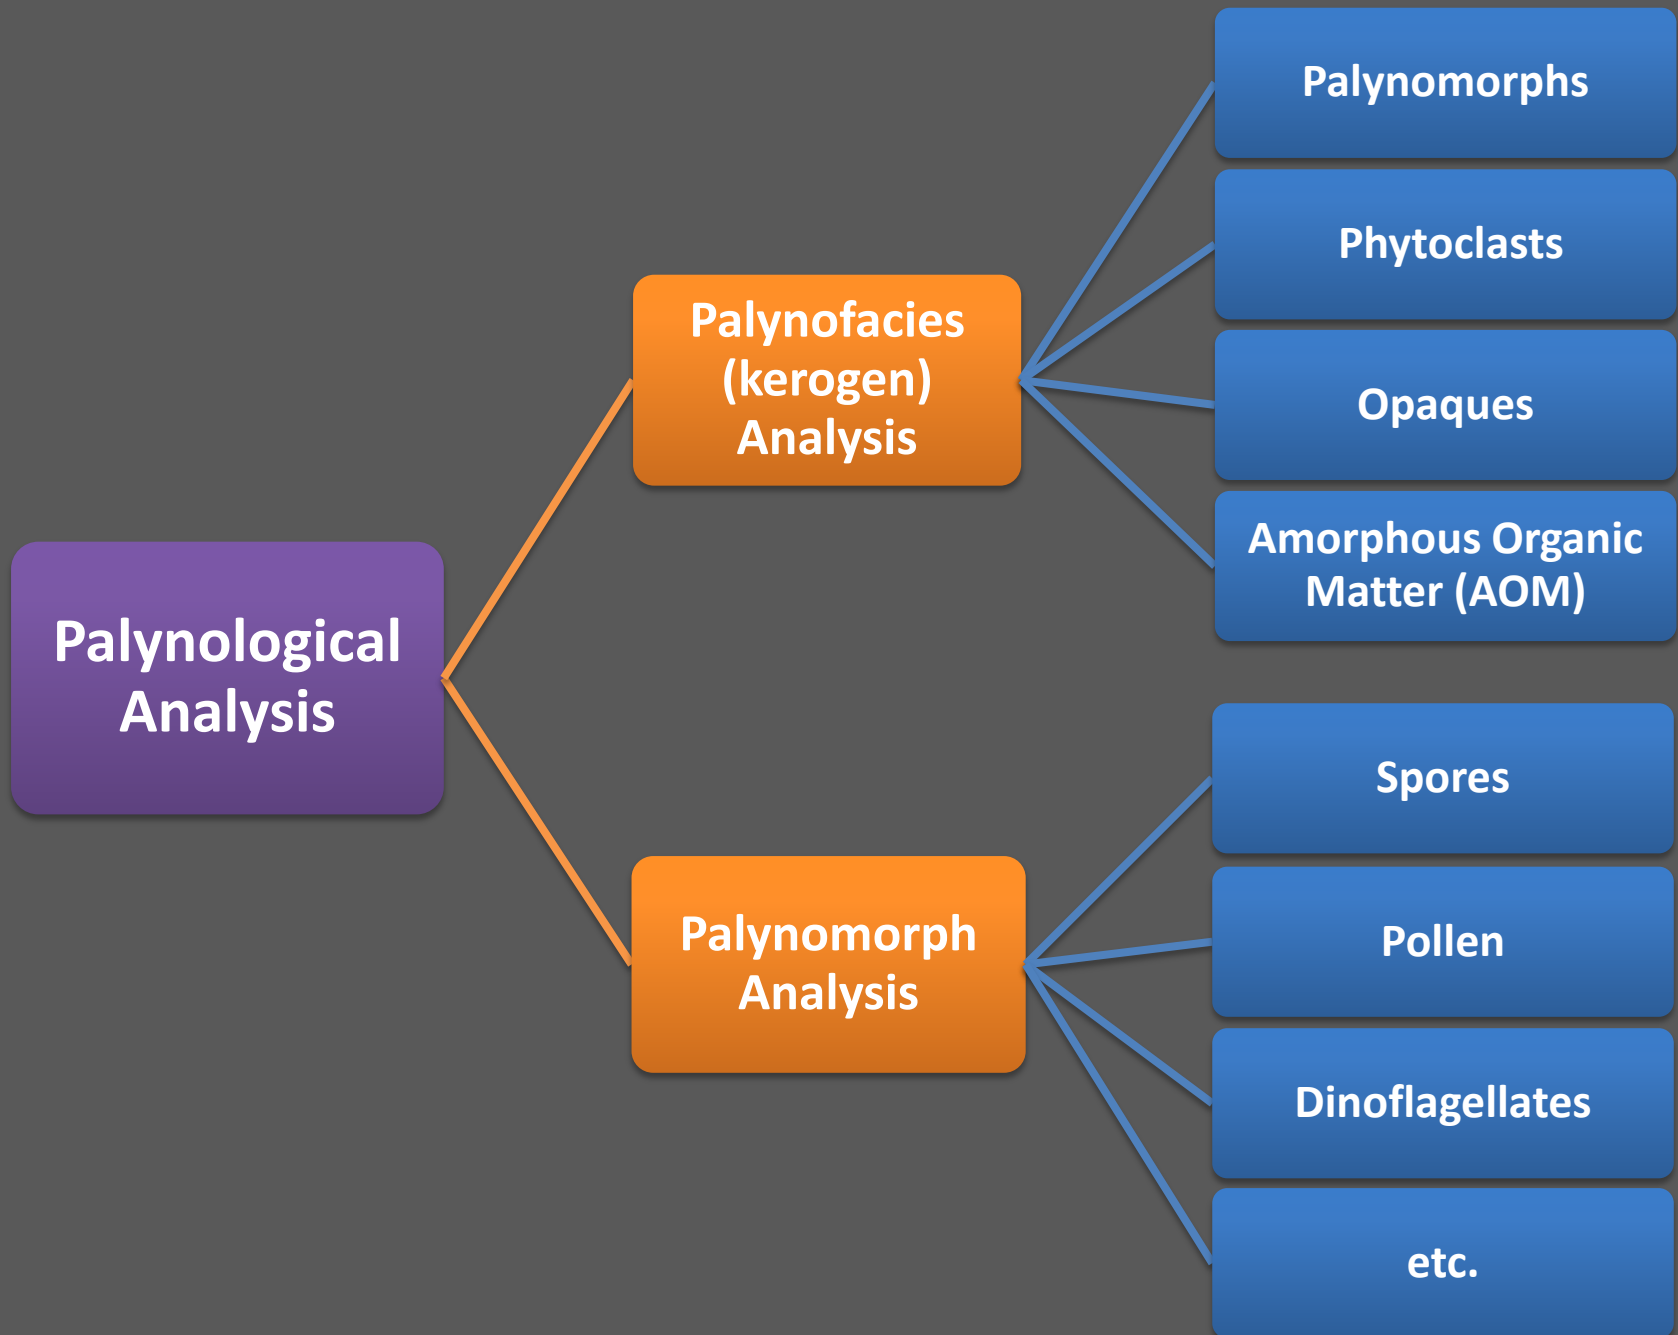 Palynological
Analysis
Palynofacies
(kerogen)
Analysis
Palynomorphs
Phytoclasts
Opaques
Amorphous Organic
Matter (AOM)
Palynomorph
Analysis
Spores
Pollen
Dinoflagellates
etc.